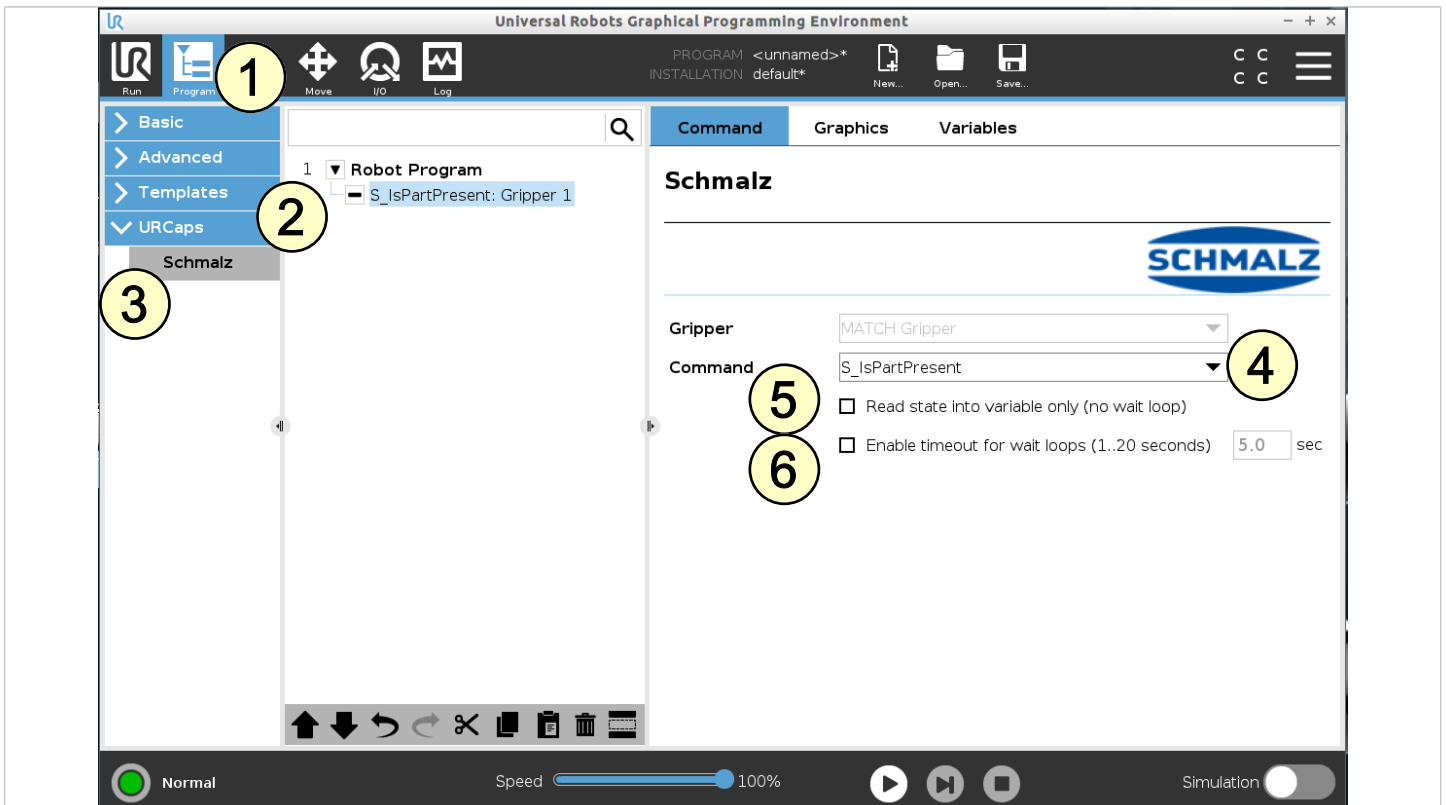 Universal Robots Graphical Programming Environment
Run
Program
1
Move
I/O
Log
PROGRAM <unnamed>*
INSTALLATION default*
New...
Open...
Save...
C C
C C
Basic
Advanced
Templates
2
URCaps
Schmalz
3
1 Robot Program
S_IsPartPresent: Gripper 1
Command Graphics Variables
Schmalz
SCHMALZ
Gripper MATCH Gripper
Command S_IsPartPresent 4
5 Read state into variable only (no wait loop)
6 Enable timeout for wait loops (1..20 seconds) 5.0 sec
Normal
Speed 100%
Simulation